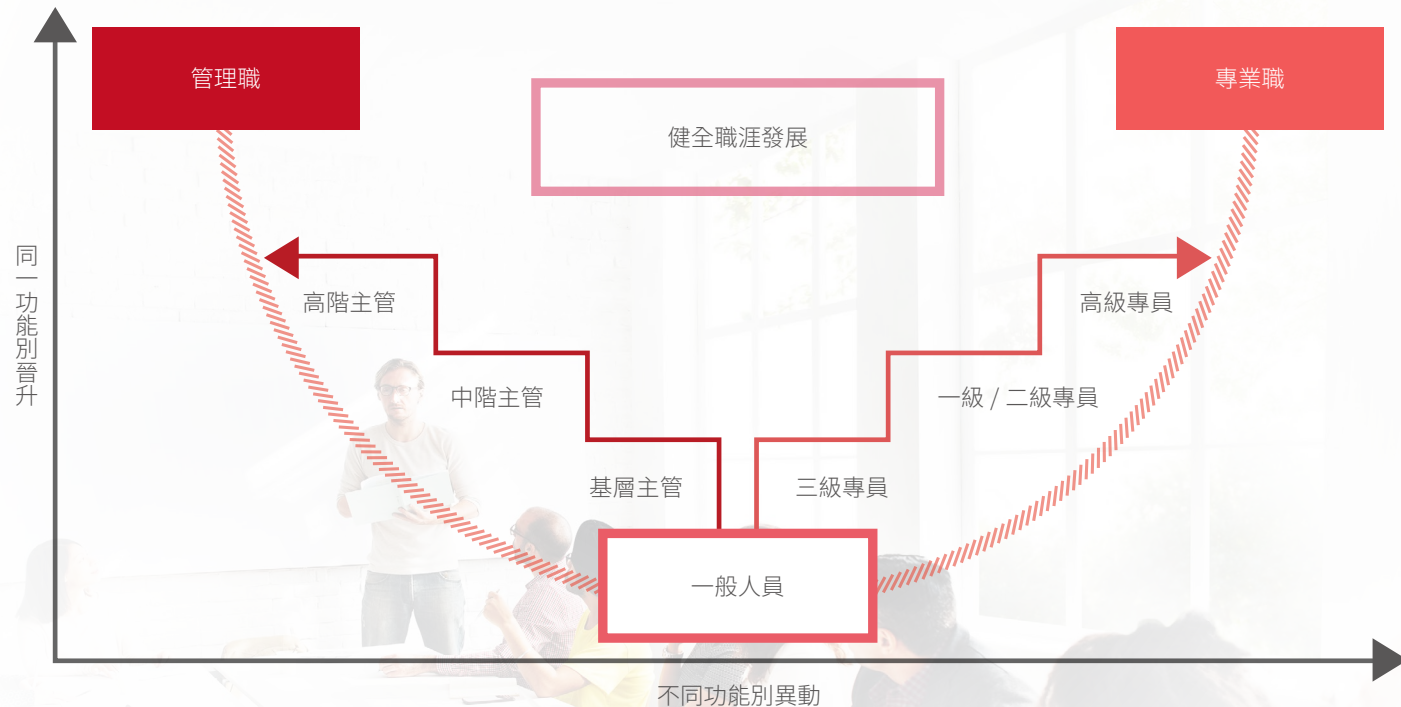 管理職
專業職
健全職涯發展
同一功能別晉升
高階主管
高級專員
中階主管
一級 / 二級專員
基層主管
三級專員
一般人員
不同功能別異動